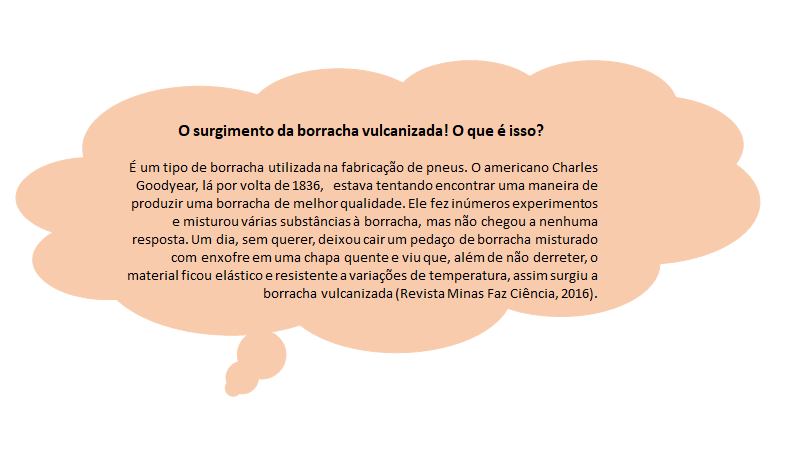 O surgimento da borracha vulcanizada! O que é isso?
É um tipo de borracha utilizada na fabricação de pneus. O americano Charles
Goodyear, lá por volta de 1836, estava tentando encontrar uma maneira de
produzir uma borracha de melhor qualidade. Ele fez inúmeros experimentos
e misturou várias substâncias à borracha, mas não chegou a nenhuma
resposta. Um dia, sem querer, deixou cair um pedaço de borracha misturado
com enxofre em uma chapa quente e viu que, além de não derreter, o
material ficou elástico e resistente a variações de temperatura, assim surgiu a
borracha vulcanizada (Revista Minas Faz Ciência, 2016).